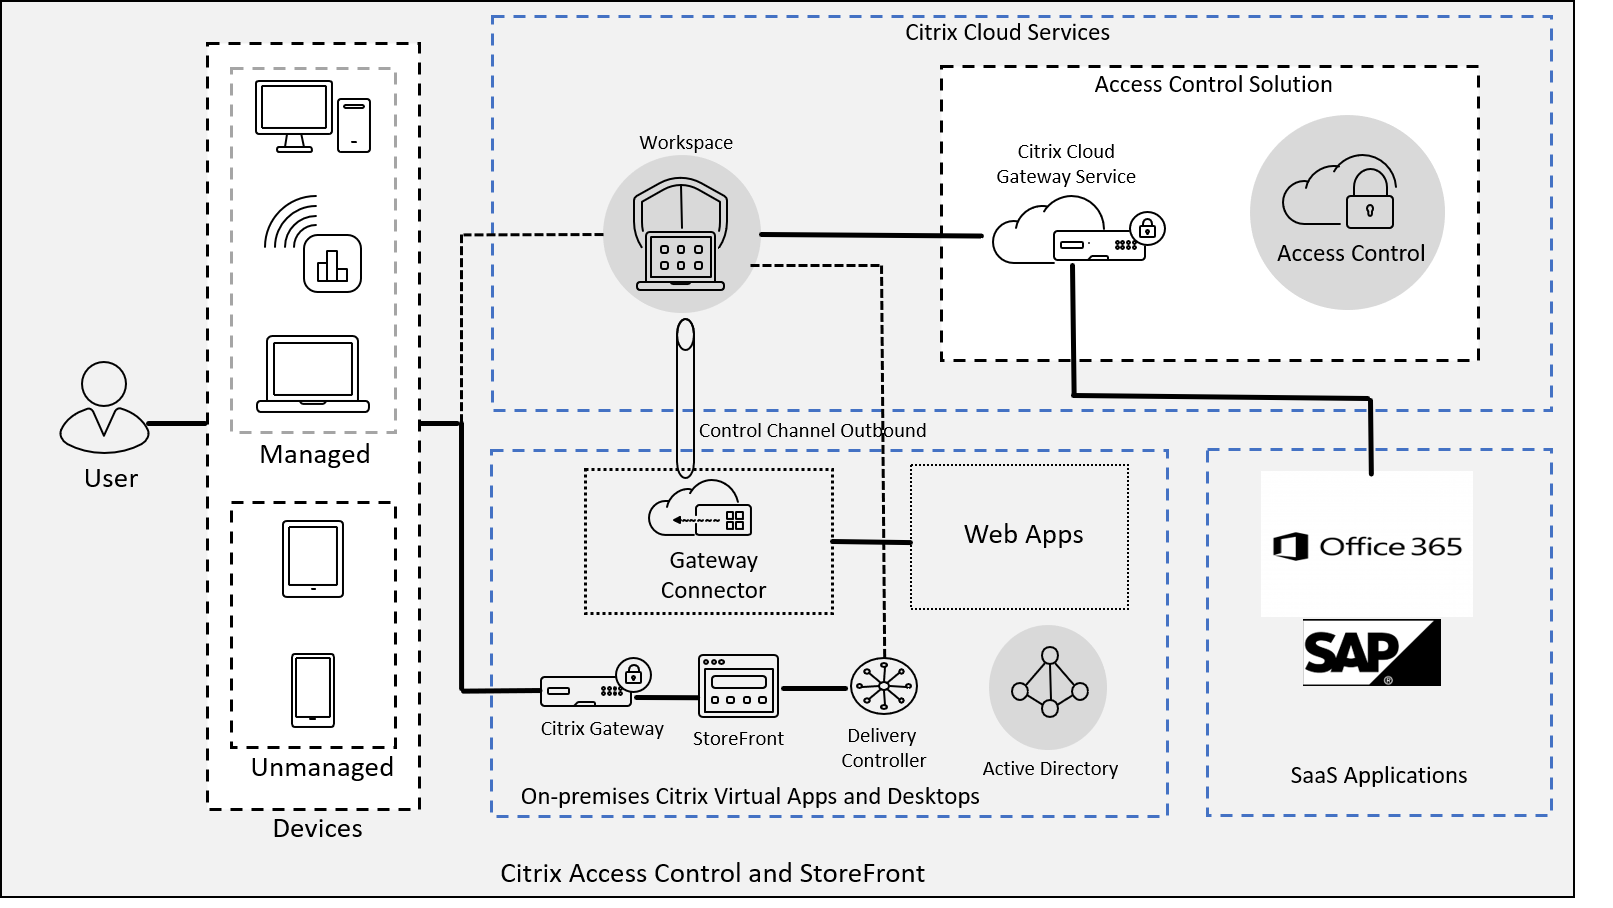 Citrix Cloud Services
Access Control Solution
Workspace
Citrix Cloud
Gateway Service
Access Control
Managed
User
Unmanaged
Devices
Control Channel Outbound
Gateway
Connector
Web Apps
Citrix Gateway
StoreFront
Delivery
Controller
Active Directory
On-premises Citrix Virtual Apps and Desktops
Office 365
SAP
®
SaaS Applications
Citrix Access Control and StoreFront